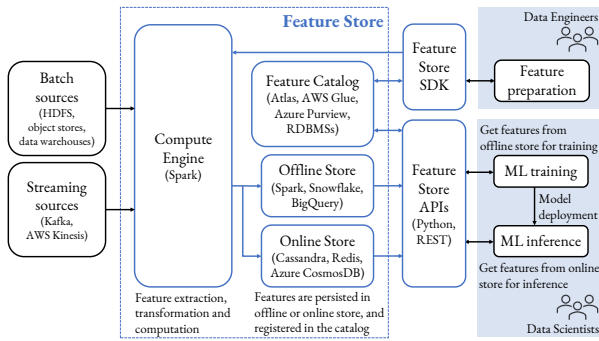 Feature Store
Data Engineers
Batch
sources
(HDFS,
object stores,
data warehouses)
Streaming
sources
(Kafka,
AWS Kinesis)
Compute
Engine
(Spark)
Feature Catalog
(Atlas, AWS Glue,
Azure Purview,
RDBMSs)
Offline Store
(Spark, Snowflake,
BigQuery)
Online Store
(Cassandra, Redis,
Azure CosmosDB)
Feature
Store
SDK
Feature
preparation
Feature
Store
APIs
(Python,
REST)
Get features from
offline store for training
ML training
Model
deployment
ML inference
Get features from online
store for inference
Data Scientists
Feature extraction,
transformation and
computation
Features are persisted in
offline or online store, and
registered in the catalog